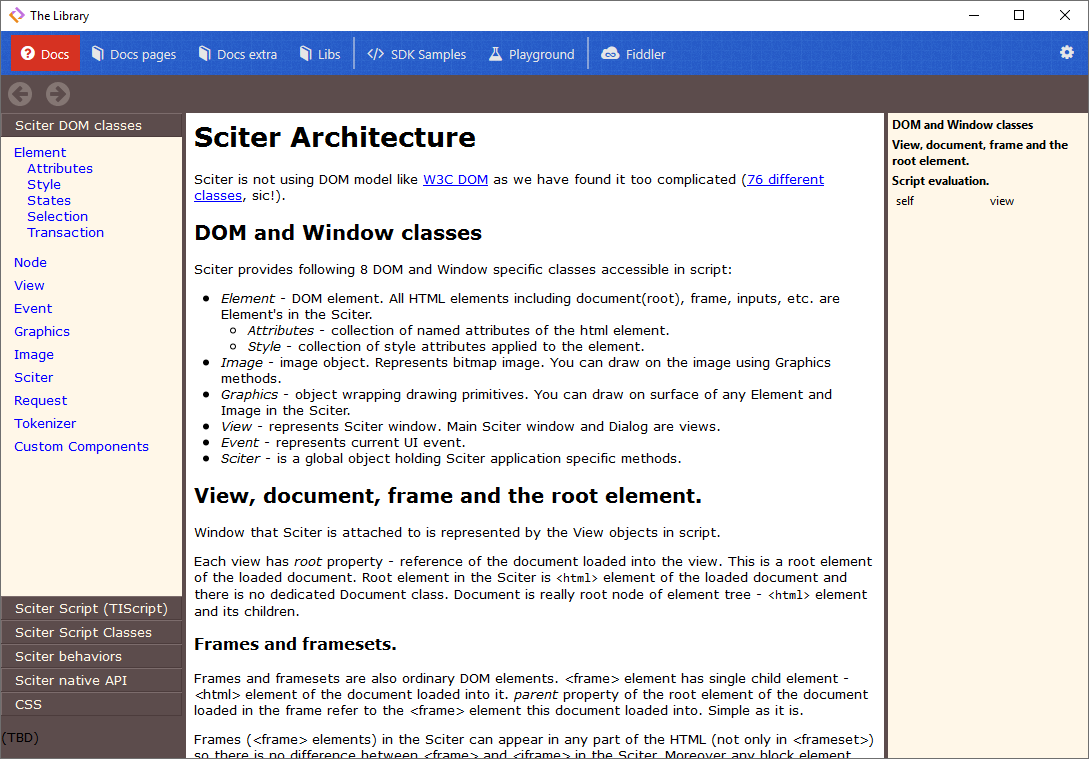 The Library
Docs
Docs pages
Docs extra
Libs
SDK Samples
Playground
Fiddler
Sciter DOM classes
Element
Attributes
Style
States
Selection
Transaction
Node
View
Event
Graphics
Image
Sciter
Request
Tokenizer
Custom Components
Sciter Script (TIScript)
Sciter Script Classes
Sciter behaviors
Sciter native API
CSS
(TBD)
Sciter Architecture
Sciter is not using DOM model like W3C DOM as we have found it too complicated (76 different
classes, sic!).
DOM and Window classes
Sciter provides following 8 DOM and Window specific classes accessible in script:
Element - DOM element. All HTML elements including document(root), frame, inputs, etc. are
Element's in the Sciter.
Attributes - collection of named attributes of the html element.
Style - collection of style attributes applied to the element.
Image - image object. Represents bitmap image. You can draw on the image using Graphics
methods.
Graphics - object wrapping drawing primitives. You can draw on surface of any Element and
Image in the Sciter.
View - represents Sciter window. Main Sciter window and Dialog are views.
Event - represents current UI event.
Sciter - is a global object holding Sciter application specific methods.
View, document, frame and the root element.
Window that Sciter is attached to is represented by the View objects in script.
Each view has root property - reference of the document loaded into the view. This is a root element
of the loaded document. Root element in the Sciter is <html> element of the loaded document and
there is no dedicated Document class. Document is really root node of element tree - <html> element
and its children.
Frames and framesets.
Frames and framesets are also ordinary DOM elements. <frame> element has single child element -
<html> element of the document loaded into it. parent property of the root element of the document
loaded in the frame refer to the <frame> element this document loaded into. Simple as it is.
Frames (<frame> elements) in the Sciter can appear in any part of the HTML (not only in <frameset>)
so there is no difference between <frame> and <iframe> in the Sciter. Moreover any block element
DOM and Window classes
View, document, frame and the
root element.
Script evaluation.
self view